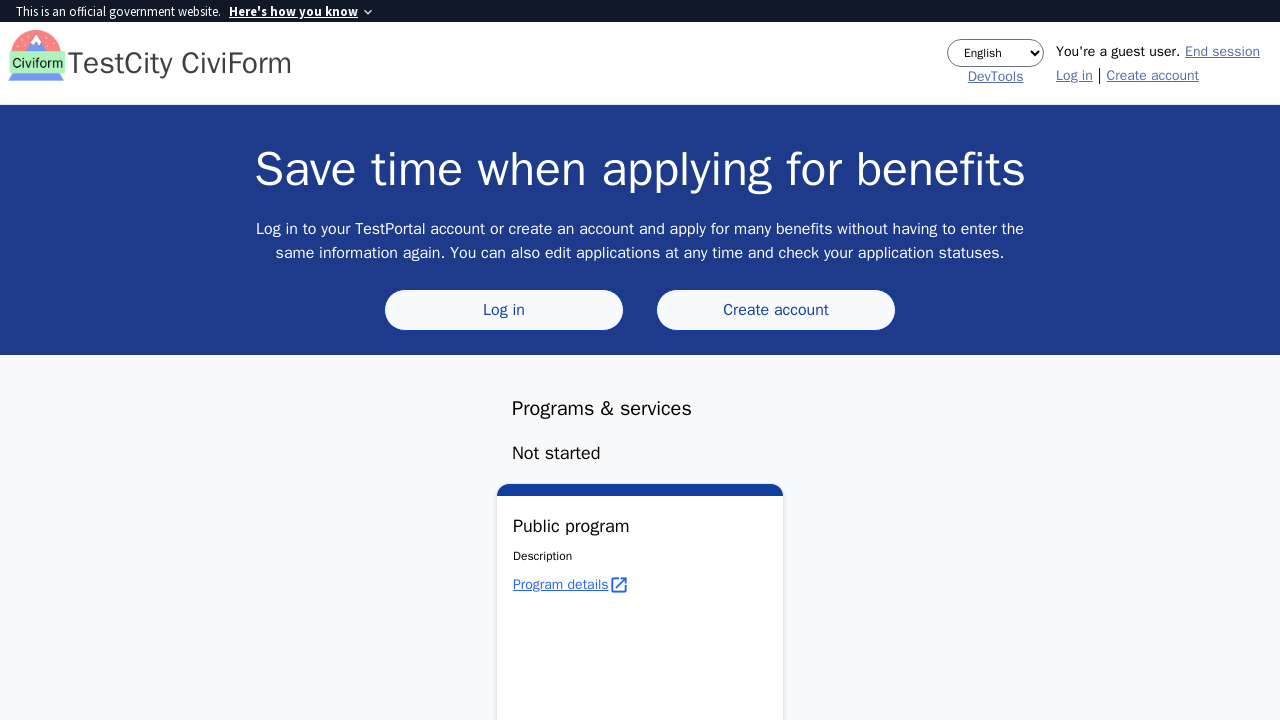 This is an official government website. Here's how you know
Civiform
TestCity CiviForm
English
DevTools
You're a guest user. End session
Log in | Create account
Save time when applying for benefits
Log in to your TestPortal account or create an account and apply for many benefits without having to enter the
same information again. You can also edit applications at any time and check your application statuses.
Log in
Create account
Programs & services
Not started
Public program
Description
Program details